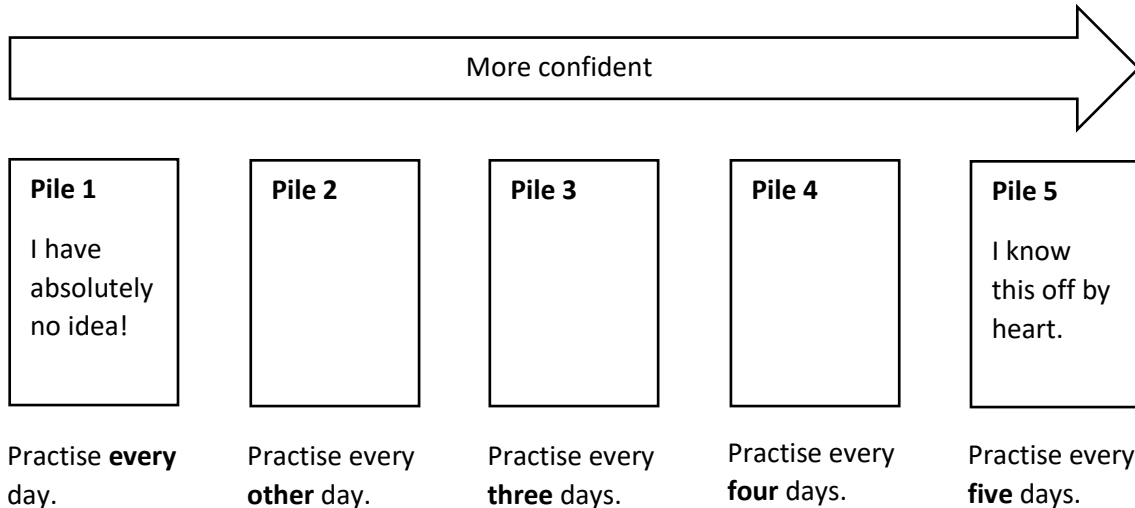 More confident
Pile 1
I have
absolutely
no idea!
Pile 2
Pile 3
Pile 4
Pile 5
I know
this off by
heart.
Practise every
day.
Practise every
other day.
Practise every
three days.
Practise every
four days.
Practise every
five days.